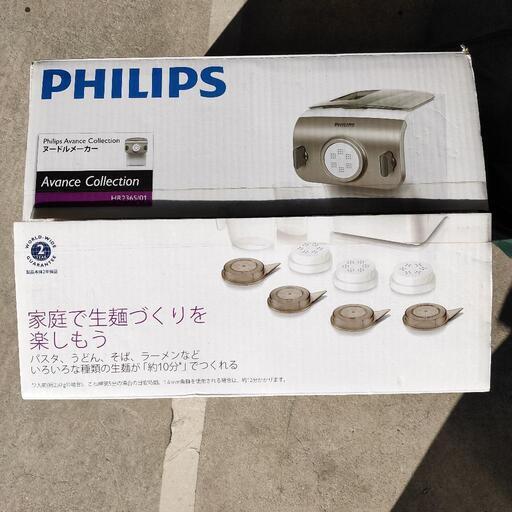 PHILIPS
PHILIPS
Philips Avance Collection
ヌードルメーカー
Avance Collection
HR2365/01
WORLD-WIDE
2
YEARS
GUARANTEE
製品本体2年保証
家庭で生麺づくりを
楽しもう
パスタ、うどん、そば、ラーメンなど
いろいろな種類の生麺が「約10分*」でつくれる